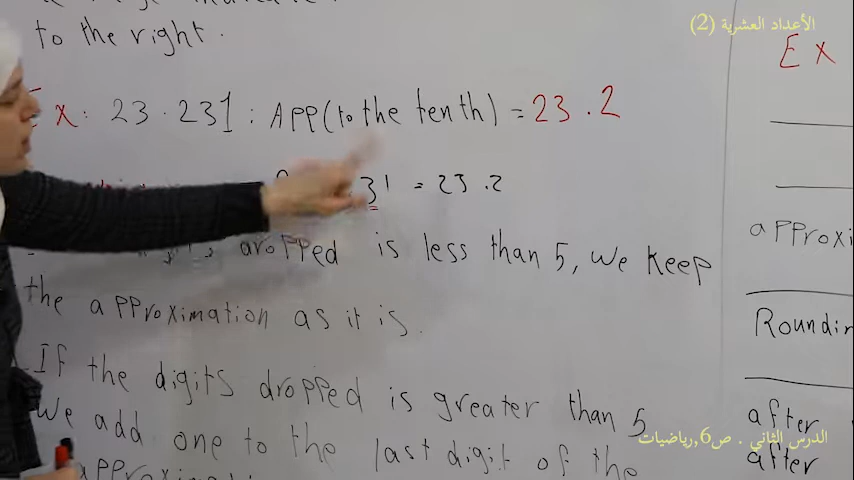 to the right.
الأعداد العشرية (2)
Ex
x: 23.231 : APP(to the tenth) = 23.2
31 = 23.2
dropped is less than 5, we keep
the approximation as it is.
If the digits dropped is greater than 5
we add one to the last digit of the
approxi
Roundin
after
after
الدرس الثاني . ص6,رياضيات